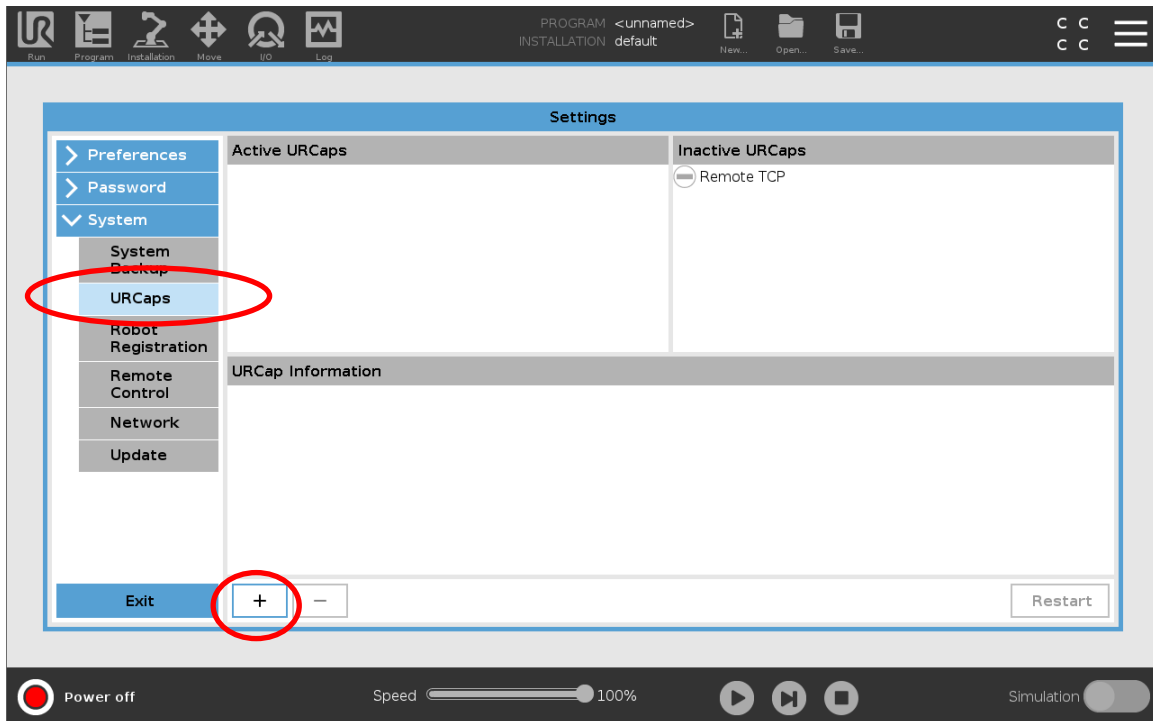 PROGRAM <unnamed>
INSTALLATION default
Run Program Installation Move I/O Log New... Open... Save...
C C
C C
Settings
Preferences
Password
System
System
Backup
URCaps
Robot
Registration
Remote
Control
Network
Update
Exit
Active URCaps
Inactive URCaps
Remote TCP
URCap Information
+ −
Restart
Power off
Speed 100%
Simulation